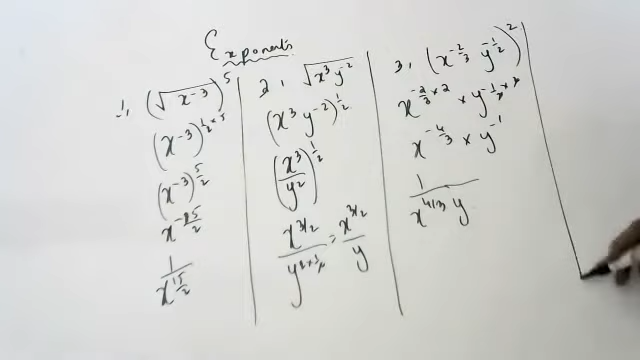 Exponents
1. (√x⁻³)⁵
(x⁻³)^{1/2 × 5}
(x⁻³)^{5/2}
x^{-15/2}
1/x^{15/2}
2. √x³y⁻²
(x³y⁻²)^{1/2}
(x³/y²)^{1/2}
x^{3/2}/y^{2×1/2} = x^{3/2}/y
3. (x^{-2/3} y^{-1/2})²
x^{-2/3 × 2} × y^{-1/2 × 2}
x^{-4/3} × y^{-1}
1/x^{4/3} y